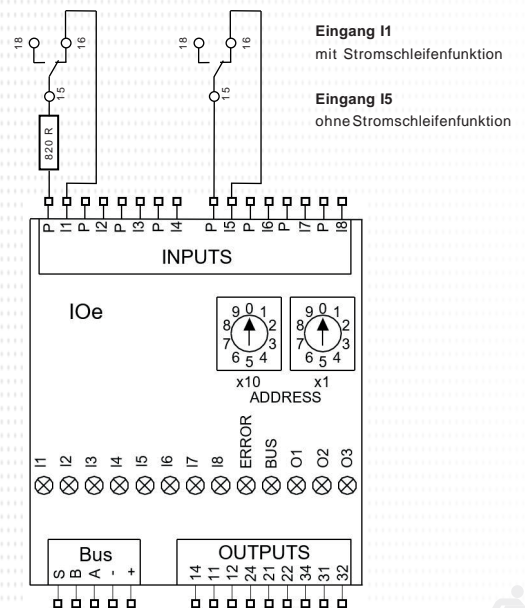 Eingang I1
mit Stromschleifenfunktion
Eingang I5
ohne Stromschleifenfunktion
18 16 18 16
15 15
820 R
P I1 P I2 P I3 P I4 P I5 P I6 P I7 P I8
INPUTS
IOe
9 0 1 9 0 1
8 2 8 2
7 3 7 3
6 5 4 6 5 4
x10 x1
ADDRESS
I1 I2 I3 I4 I5 I6 I7 I8 ERROR BUS O1 O2 O3
Bus OUTPUTS
S B A - + 14 11 12 24 21 22 34 31 32